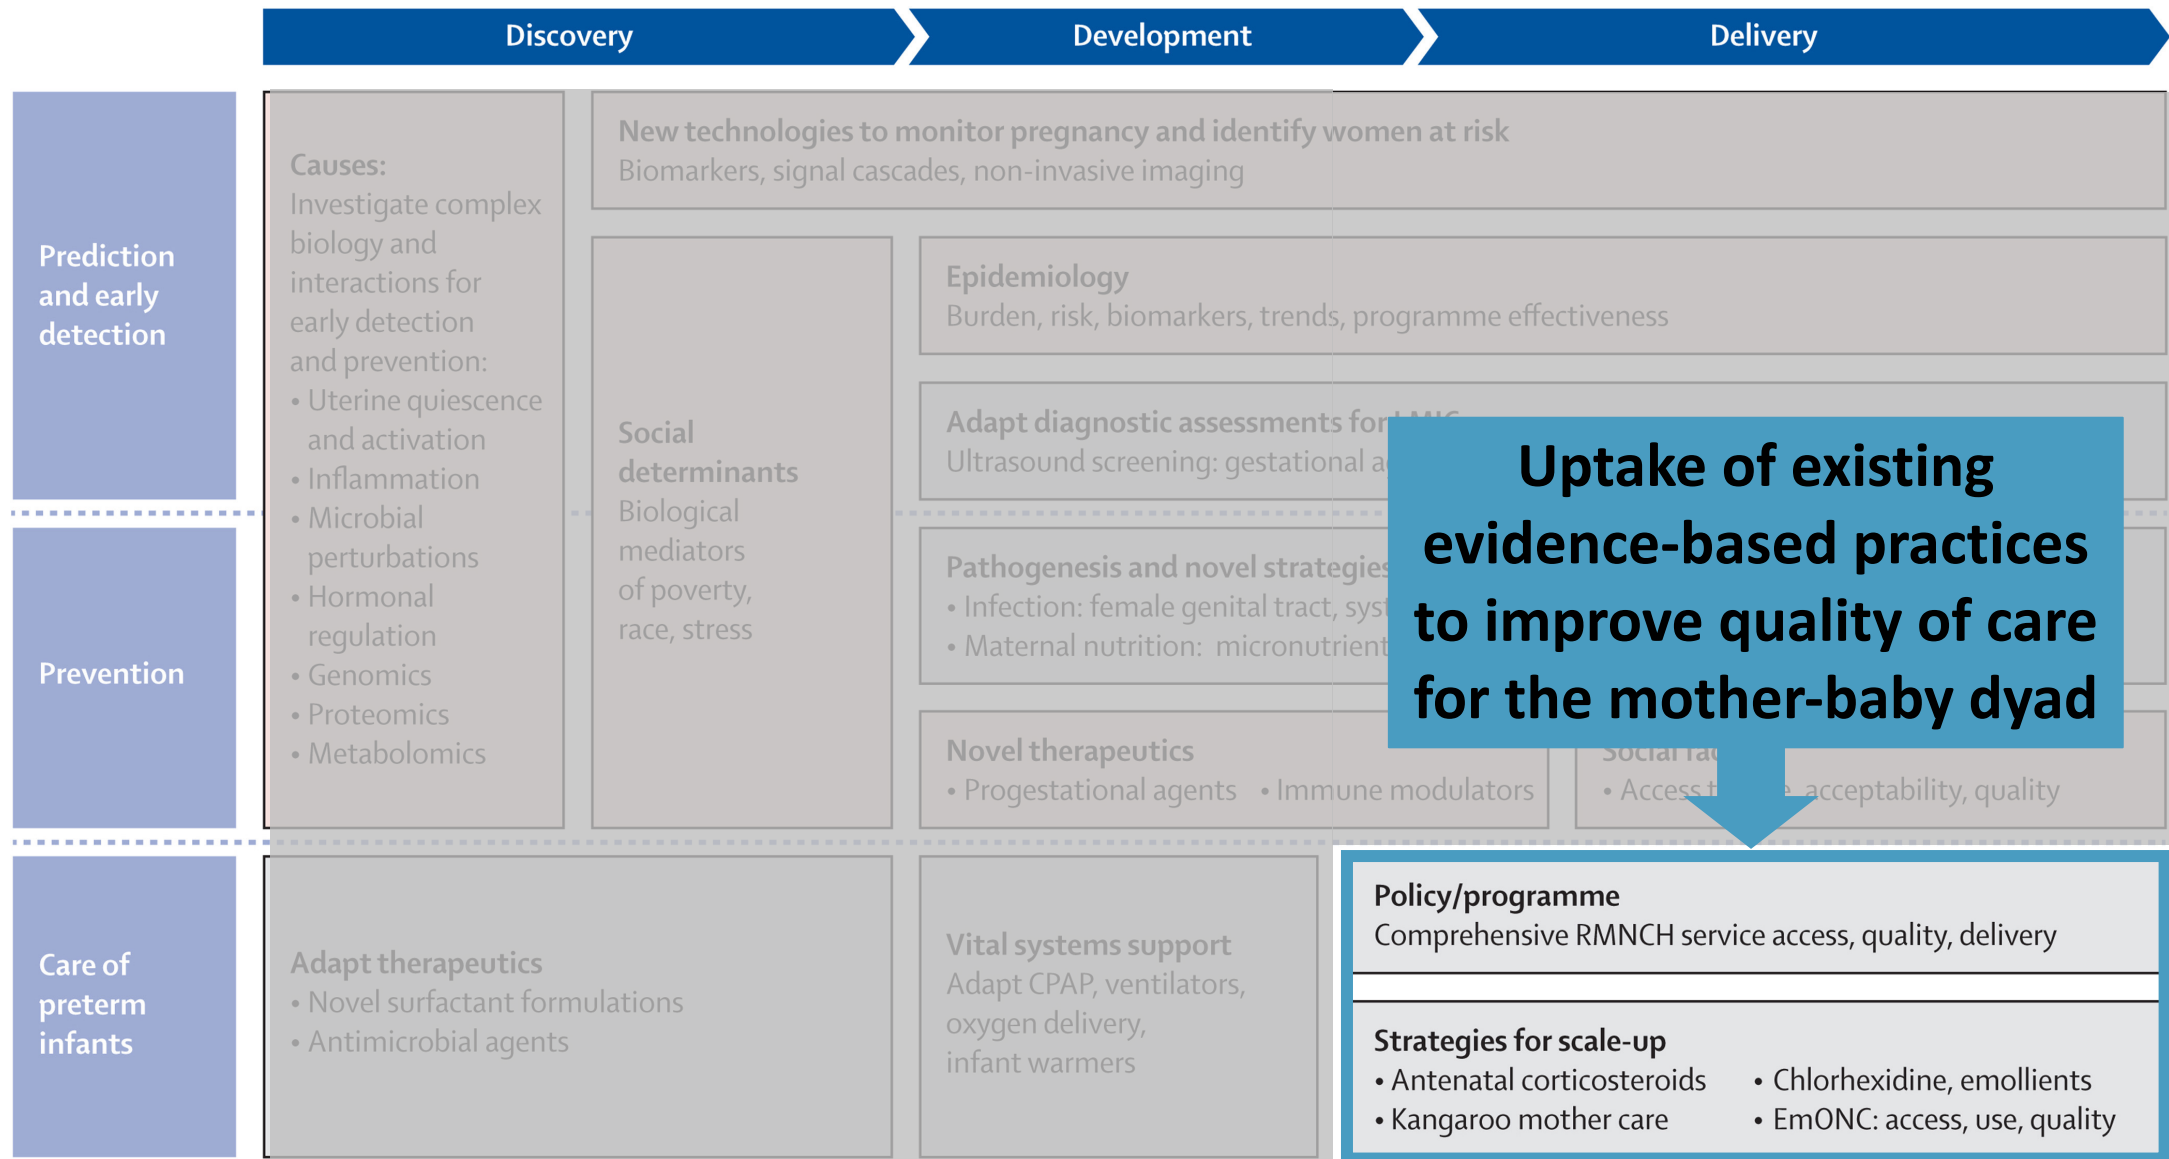 Discovery
Development
Delivery
Prediction
and early
detection
Causes:
Investigate complex
biology and
interactions for
early detection
and prevention:
• Uterine quiescence
and activation
• Inflammation
• Microbial
perturbations
• Hormonal
regulation
• Genomics
• Proteomics
• Metabolomics
New technologies to monitor pregnancy and identify women at risk
Biomarkers, signal cascades, non-invasive imaging
Social
determinants
Biological
mediators
of poverty,
race, stress
Epidemiology
Burden, risk, biomarkers, trends, programme effectiveness
Adapt diagnostic assessments for
Ultrasound screening: gestational
Uptake of existing
evidence-based practices
to improve quality of care
for the mother-baby dyad
Prevention
Pathogenesis and novel strategies
• Infection: female genital tract,
• Maternal nutrition: micronutrient
Novel therapeutics
• Progestational agents • Immune modulators
Social
• Access acceptability, quality
Care of
preterm
infants
Adapt therapeutics
• Novel surfactant formulations
• Antimicrobial agents
Vital systems support
Adapt CPAP, ventilators,
oxygen delivery,
infant warmers
Policy/programme
Comprehensive RMNCH service access, quality, delivery
Strategies for scale-up
• Antenatal corticosteroids • Chlorhexidine, emollients
• Kangaroo mother care • EmONC: access, use, quality